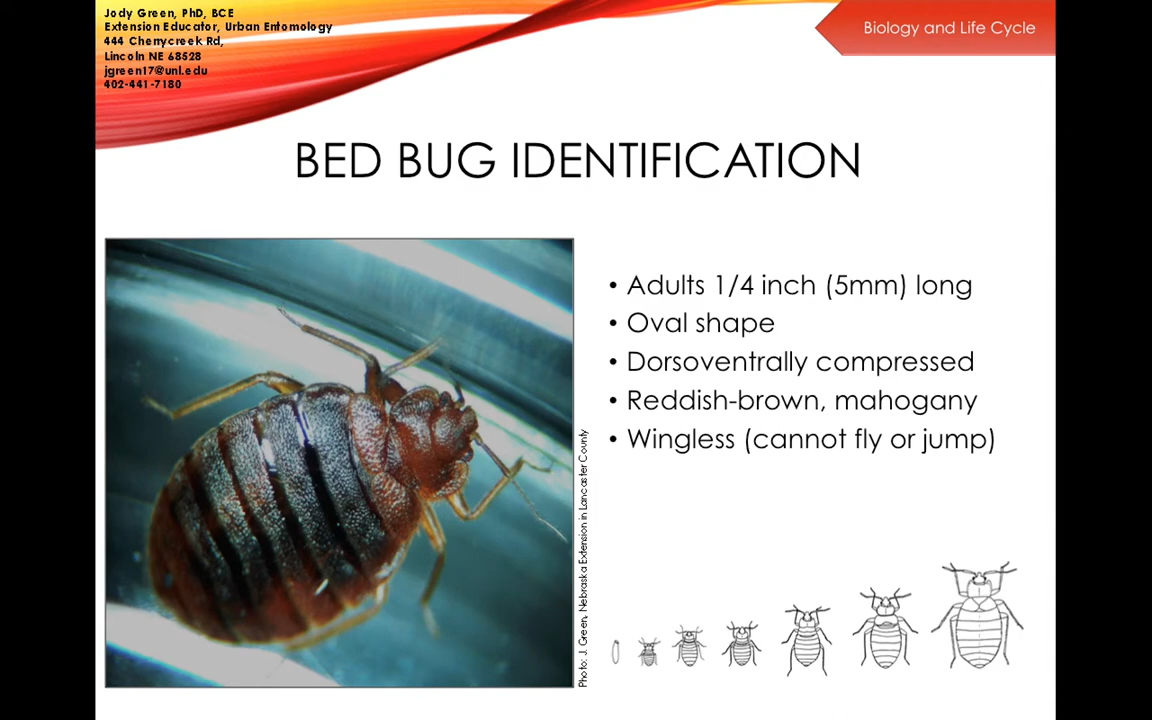 Jody Green, PhD, BCE
Extension Educator, Urban Entomology
444 Cherrycreek Rd,
Lincoln NE 68528
jgreen17@unl.edu
402-441-7180
Biology and Life Cycle
BED BUG IDENTIFICATION
• Adults 1/4 inch (5mm) long
• Oval shape
• Dorsoventrally compressed
• Reddish-brown, mahogany
• Wingless (cannot fly or jump)
Photo: J. Green, Nebraska Extension in Lancaster County